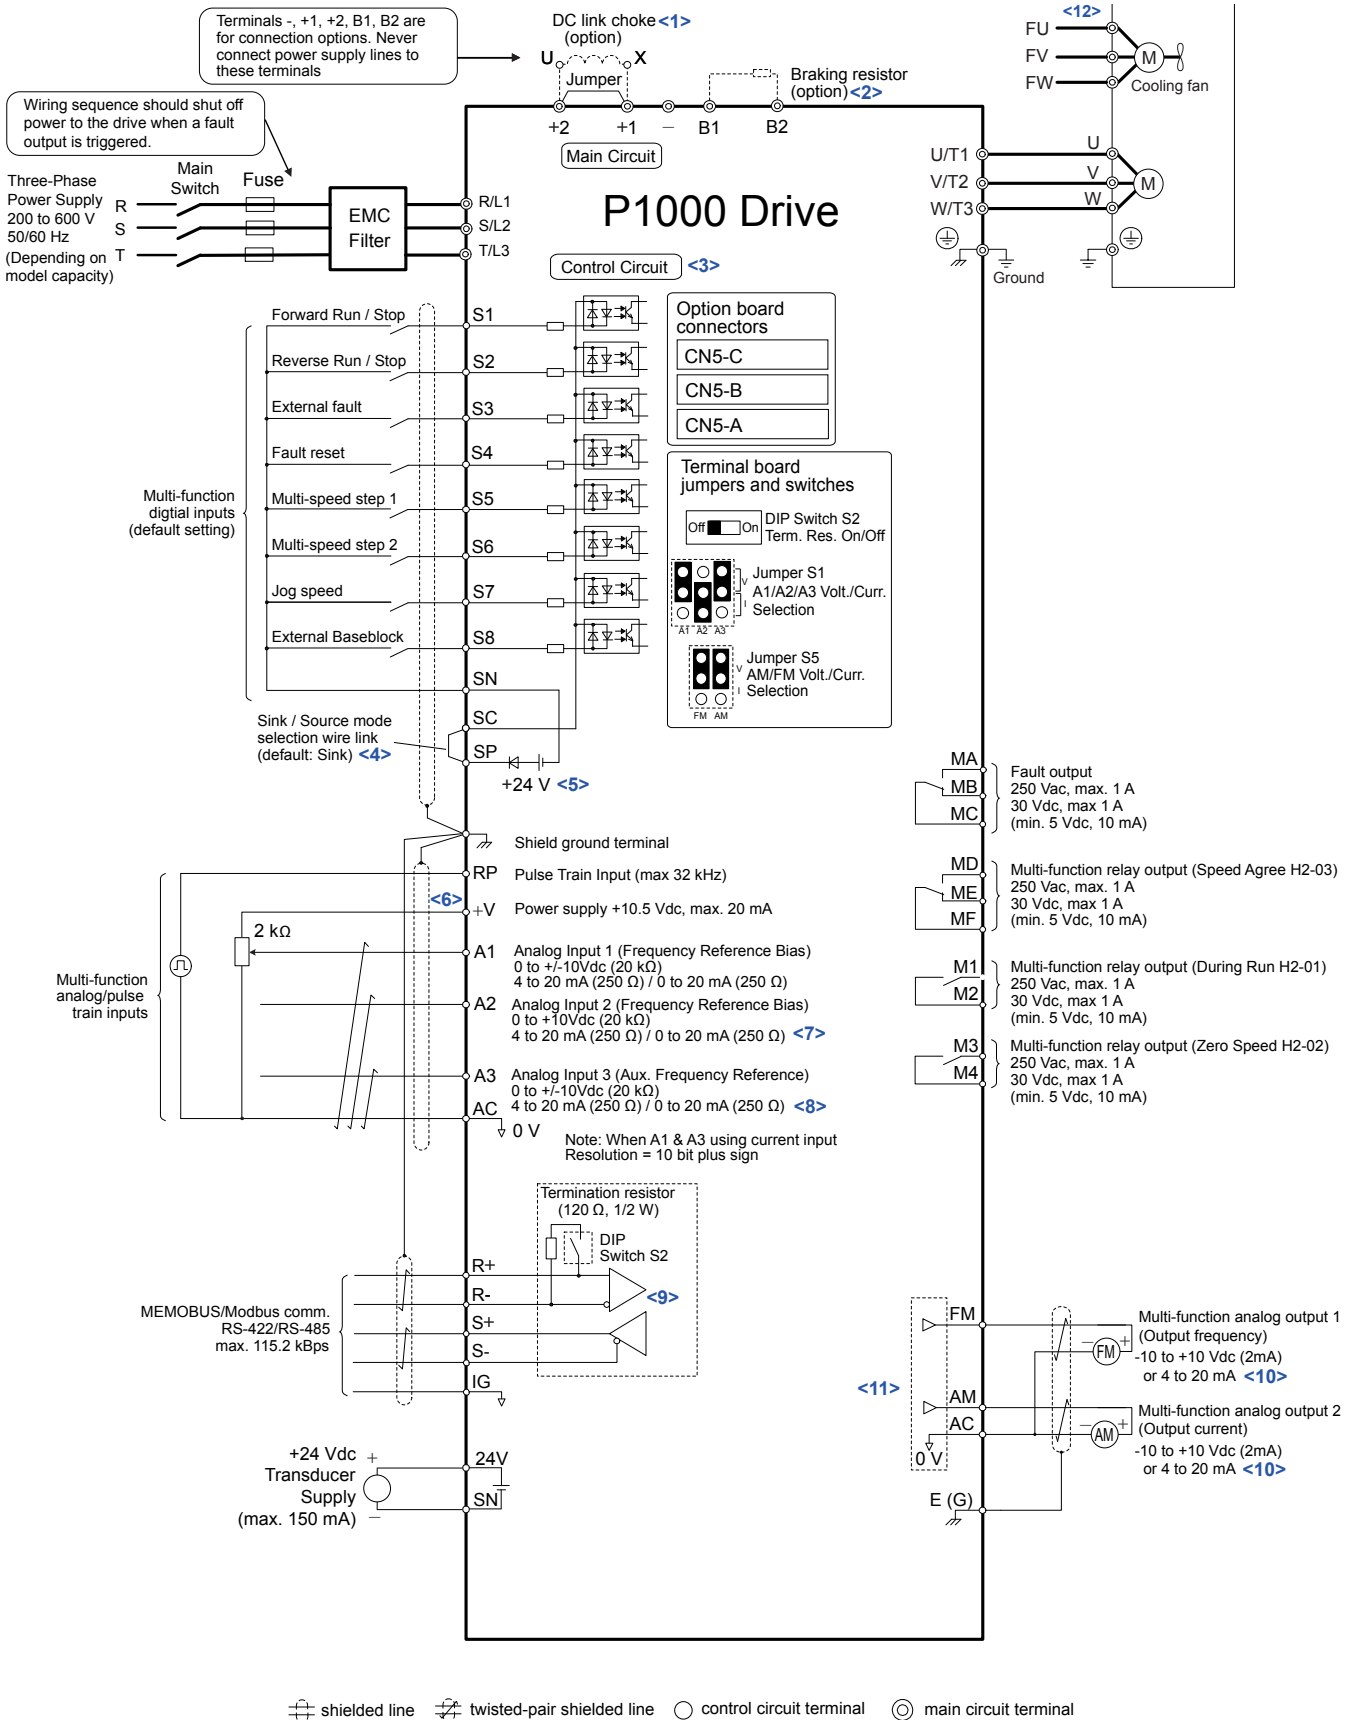 Terminals -, +1, +2, B1, B2 are
for connection options. Never
connect power supply lines to
these terminals
DC link choke <1>
(option)
U
X
Jumper
Braking resistor
(option) <2>
<12>
FU
FV
FW
M
Cooling fan
Wiring sequence should shut off
power to the drive when a fault
output is triggered.
+2
+1
−
B1
B2
Main Circuit
Three-Phase
Power Supply
200 to 600 V
50/60 Hz
(Depending on
model capacity)
R
S
T
Main
Switch
Fuse
EMC
Filter
R/L1
S/L2
T/L3
P1000 Drive
U/T1
V/T2
W/T3
U
V
W
M
Ground
Control Circuit <3>
Multi-function
digtial inputs
(default setting)
Forward Run / Stop
S1
Reverse Run / Stop
S2
External fault
S3
Fault reset
S4
Multi-speed step 1
S5
Multi-speed step 2
S6
Jog speed
S7
External Baseblock
S8
SN
SC
SP
Sink / Source mode
selection wire link
(default: Sink) <4>
+24 V <5>
Option board
connectors
CN5-C
CN5-B
CN5-A
Terminal board
jumpers and switches
Off
On
DIP Switch S2
Term. Res. On/Off
Jumper S1
A1/A2/A3 Volt./Curr.
Selection
V
I
A1 A2 A3
Jumper S5
AM/FM Volt./Curr.
Selection
V
I
FM AM
MA
MB
MC
Fault output
250 Vac, max. 1 A
30 Vdc, max 1 A
(min. 5 Vdc, 10 mA)
MD
ME
MF
Multi-function relay output (Speed Agree H2-03)
250 Vac, max. 1 A
30 Vdc, max 1 A
(min. 5 Vdc, 10 mA)
M1
M2
Multi-function relay output (During Run H2-01)
250 Vac, max. 1 A
30 Vdc, max 1 A
(min. 5 Vdc, 10 mA)
M3
M4
Multi-function relay output (Zero Speed H2-02)
250 Vac, max. 1 A
30 Vdc, max 1 A
(min. 5 Vdc, 10 mA)
Shield ground terminal
Multi-function
analog/pulse
train inputs
2 kΩ
<6>
RP
Pulse Train Input (max 32 kHz)
+V
Power supply +10.5 Vdc, max. 20 mA
A1
Analog Input 1 (Frequency Reference Bias)
0 to +/-10Vdc (20 kΩ)
4 to 20 mA (250 Ω) / 0 to 20 mA (250 Ω)
A2
Analog Input 2 (Frequency Reference Bias)
0 to +10Vdc (20 kΩ)
4 to 20 mA (250 Ω) / 0 to 20 mA (250 Ω) <7>
A3
Analog Input 3 (Aux. Frequency Reference)
0 to +/-10Vdc (20 kΩ)
4 to 20 mA (250 Ω) / 0 to 20 mA (250 Ω) <8>
AC
0 V
Note: When A1 & A3 using current input
Resolution = 10 bit plus sign
Termination resistor
(120 Ω, 1/2 W)
DIP
Switch S2
<9>
MEMOBUS/Modbus comm.
RS-422/RS-485
max. 115.2 kBps
R+
R-
S+
S-
IG
+24 Vdc
Transducer
Supply
(max. 150 mA)
+
−
24V
SN
<11>
FM
AM
AC
0 V
E (G)
− FM +
Multi-function analog output 1
(Output frequency)
-10 to +10 Vdc (2mA)
or 4 to 20 mA <10>
− AM +
Multi-function analog output 2
(Output current)
-10 to +10 Vdc (2mA)
or 4 to 20 mA <10>
shielded line
twisted-pair shielded line
control circuit terminal
main circuit terminal